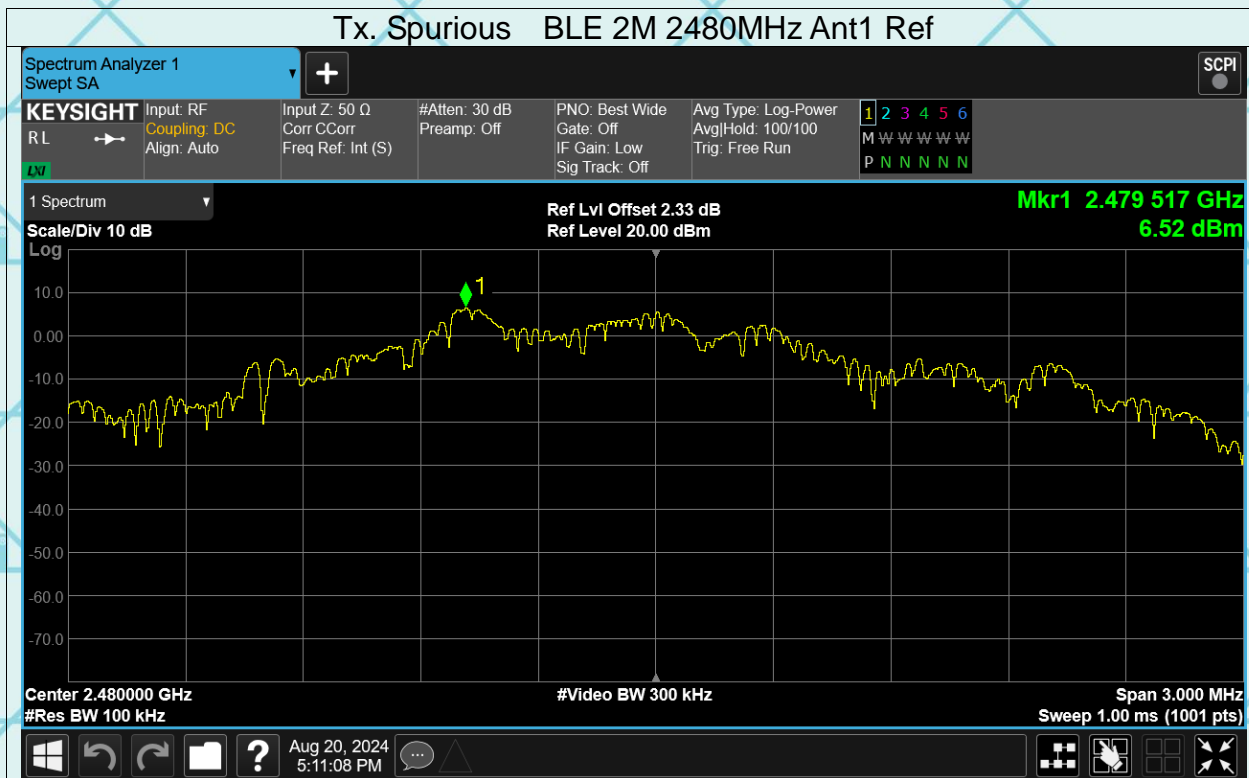 Tx. Spurious BLE 2M 2480MHz Ant1 Ref
Spectrum Analyzer 1
Swept SA
+
SCPI
KEYSIGHT
RL
LXI
Input: RF
Coupling: DC
Align: Auto
Input Z: 50 Ω
Corr CCorr
Freq Ref: Int (S)
#Atten: 30 dB
Preamp: Off
PNO: Best Wide
Gate: Off
IF Gain: Low
Sig Track: Off
Avg Type: Log-Power
Avg|Hold: 100/100
Trig: Free Run
1 2 3 4 5 6
M W W W W W
P N N N N N
1 Spectrum
Scale/Div 10 dB
Log
Ref Lvl Offset 2.33 dB
Ref Level 20.00 dBm
Mkr1 2.479 517 GHz
6.52 dBm
1
10.0
0.00
-10.0
-20.0
-30.0
-40.0
-50.0
-60.0
-70.0
Center 2.480000 GHz
#Res BW 100 kHz
#Video BW 300 kHz
Span 3.000 MHz
Sweep 1.00 ms (1001 pts)
?
Aug 20, 2024
5:11:08 PM